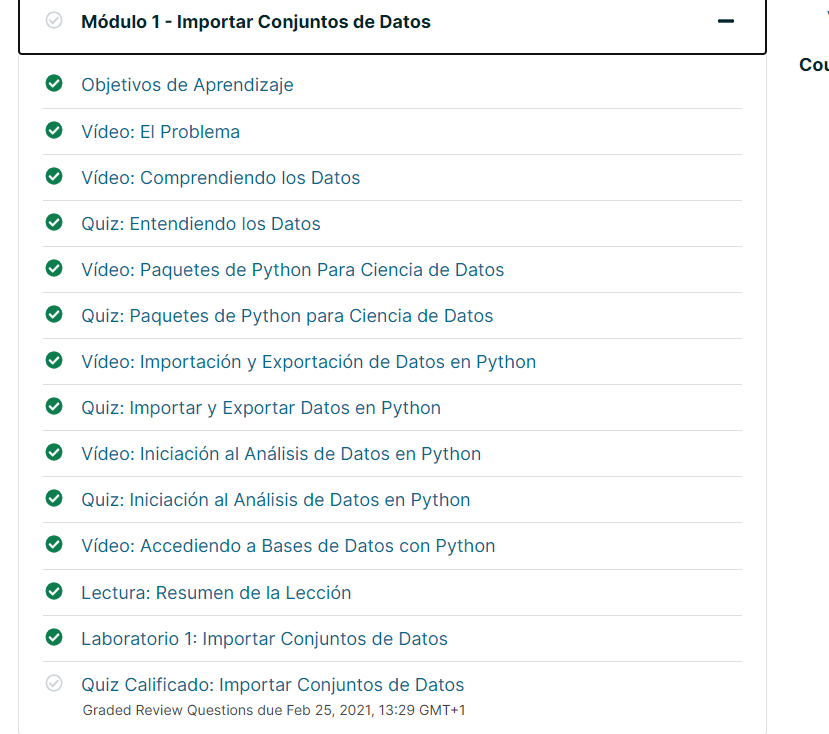 Módulo 1 - Importar Conjuntos de Datos
Cou
Objetivos de Aprendizaje
Vídeo: El Problema
Vídeo: Comprendiendo los Datos
Quiz: Entendiendo los Datos
Vídeo: Paquetes de Python Para Ciencia de Datos
Quiz: Paquetes de Python para Ciencia de Datos
Vídeo: Importación y Exportación de Datos en Python
Quiz: Importar y Exportar Datos en Python
Vídeo: Iniciación al Análisis de Datos en Python
Quiz: Iniciación al Análisis de Datos en Python
Vídeo: Accediendo a Bases de Datos con Python
Lectura: Resumen de la Lección
Laboratorio 1: Importar Conjuntos de Datos
Quiz Calificado: Importar Conjuntos de Datos
Graded Review Questions due Feb 25, 2021, 13:29 GMT+1